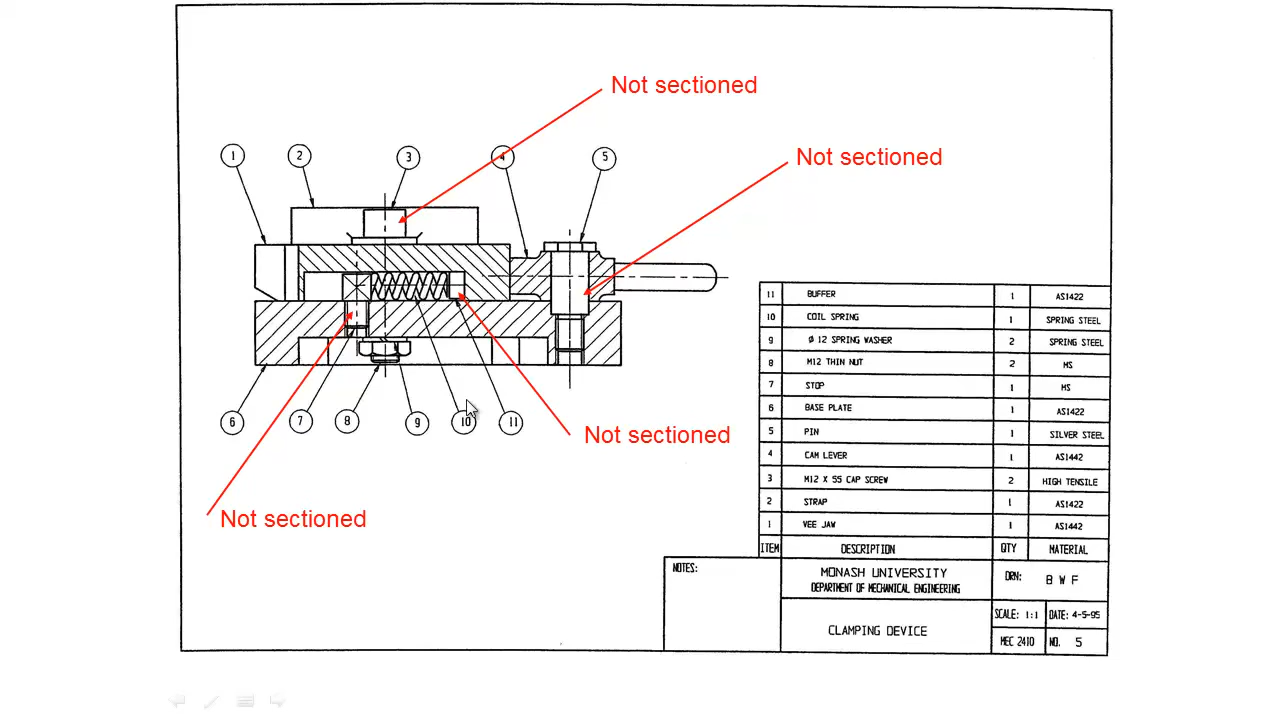 Not sectioned
Not sectioned
1 2 3 4 5
6 7 8 9 10 11
Not sectioned
Not sectioned
11 BUFFER 1 AS1422
10 COIL SPRING 1 SPRING STEEL
9 Ø 12 SPRING WASHER 2 SPRING STEEL
8 M12 THIN NUT 2 MS
7 STOP 1 MS
6 BASE PLATE 1 AS1422
5 PIN 1 SILVER STEEL
4 CAM LEVER 1 AS1442
3 M12 X 55 CAP SCREW 2 HIGH TENSILE
2 STRAP 1 AS1422
1 VEE JAW 1 AS1442
ITEM DESCRIPTION QTY MATERIAL
NOTES:
MONASH UNIVERSITY
DEPARTMENT OF MECHANICAL ENGINEERING
DRN: B W F
CLAMPING DEVICE
SCALE: 1:1 DATE: 4-5-95
MEC 2410 NO. 5